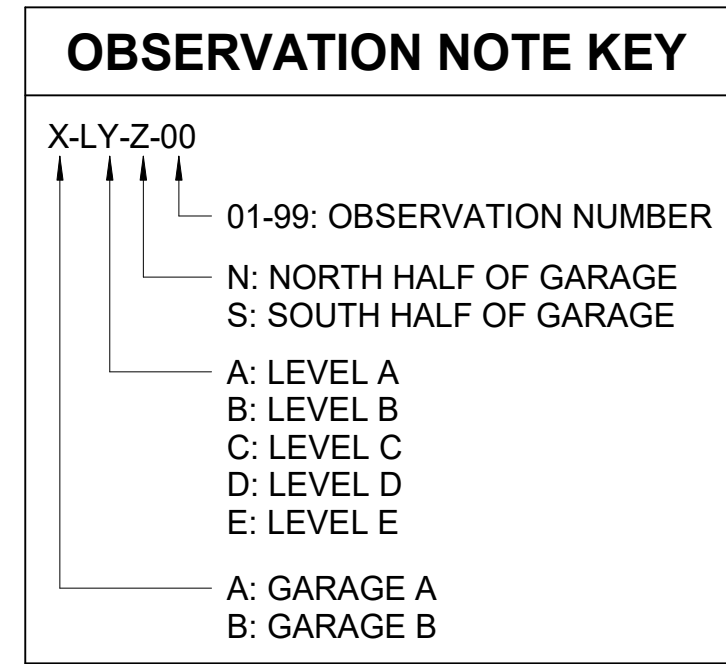 OBSERVATION NOTE KEY
X-LY-Z-00
01-99: OBSERVATION NUMBER
N: NORTH HALF OF GARAGE
S: SOUTH HALF OF GARAGE
A: LEVEL A
B: LEVEL B
C: LEVEL C
D: LEVEL D
E: LEVEL E
A: GARAGE A
B: GARAGE B